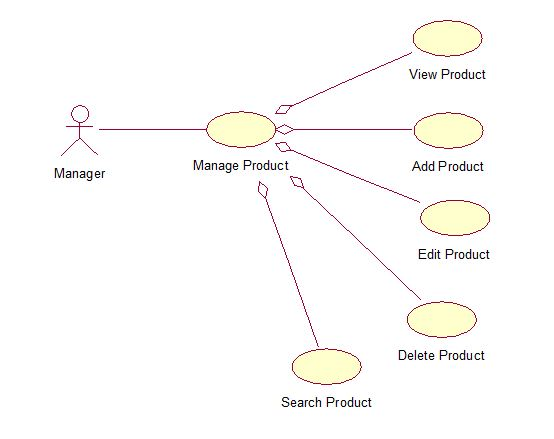 View Product
Manager
Manage Product
Add Product
Edit Product
Delete Product
Search Product